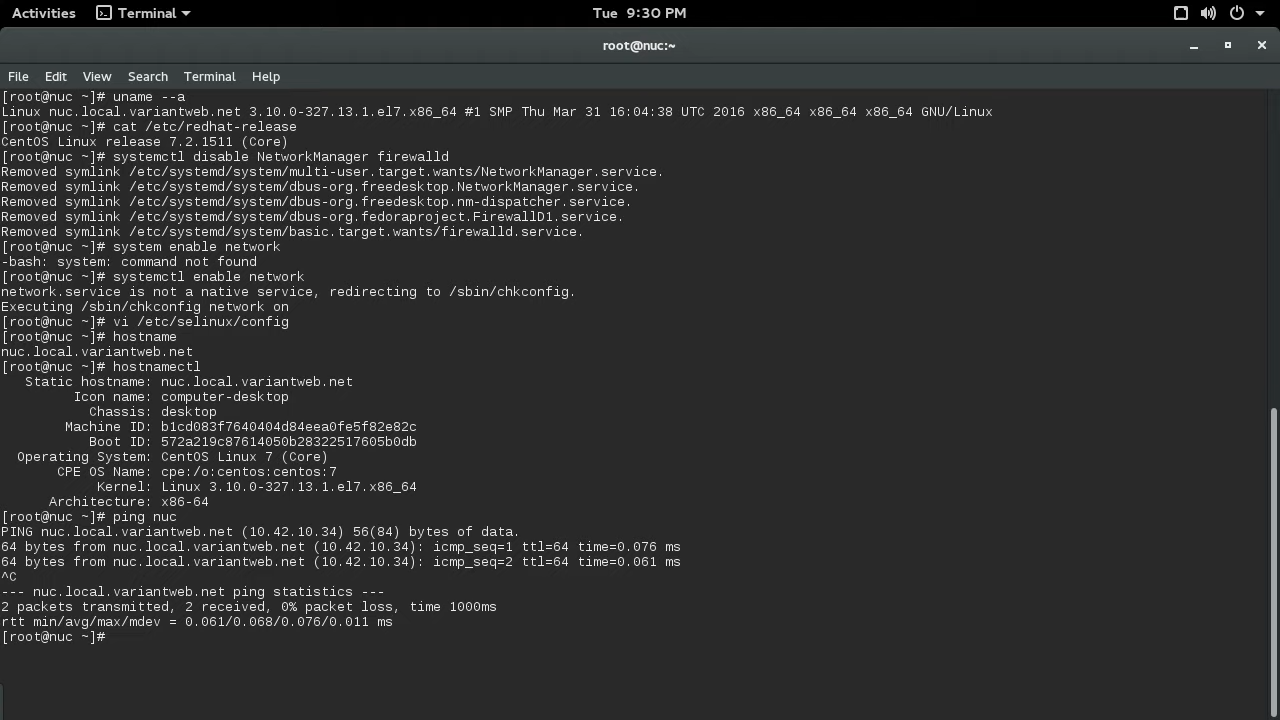 Activities Terminal Tue 9:30 PM
root@nuc:~
File Edit View Search Terminal Help
[root@nuc ~]# uname --a
Linux nuc.local.variantweb.net 3.10.0-327.13.1.el7.x86_64 #1 SMP Thu Mar 31 16:04:38 UTC 2016 x86_64 x86_64 x86_64 GNU/Linux
[root@nuc ~]# cat /etc/redhat-release
CentOS Linux release 7.2.1511 (Core)
[root@nuc ~]# systemctl disable NetworkManager firewalld
Removed symlink /etc/systemd/system/multi-user.target.wants/NetworkManager.service.
Removed symlink /etc/systemd/system/dbus-org.freedesktop.NetworkManager.service.
Removed symlink /etc/systemd/system/dbus-org.freedesktop.nm-dispatcher.service.
Removed symlink /etc/systemd/system/dbus-org.fedoraproject.FirewallD1.service.
Removed symlink /etc/systemd/system/basic.target.wants/firewalld.service.
[root@nuc ~]# system enable network
-bash: system: command not found
[root@nuc ~]# systemctl enable network
network.service is not a native service, redirecting to /sbin/chkconfig.
Executing /sbin/chkconfig network on
[root@nuc ~]# vi /etc/selinux/config
[root@nuc ~]# hostname
nuc.local.variantweb.net
[root@nuc ~]# hostnamectl
   Static hostname: nuc.local.variantweb.net
         Icon name: computer-desktop
           Chassis: desktop
        Machine ID: b1cd083f7640404d84eea0fe5f82e82c
           Boot ID: 572a219c87614050b28322517605b0db
  Operating System: CentOS Linux 7 (Core)
       CPE OS Name: cpe:/o:centos:centos:7
            Kernel: Linux 3.10.0-327.13.1.el7.x86_64
      Architecture: x86-64
[root@nuc ~]# ping nuc
PING nuc.local.variantweb.net (10.42.10.34) 56(84) bytes of data.
64 bytes from nuc.local.variantweb.net (10.42.10.34): icmp_seq=1 ttl=64 time=0.076 ms
64 bytes from nuc.local.variantweb.net (10.42.10.34): icmp_seq=2 ttl=64 time=0.061 ms
^C
--- nuc.local.variantweb.net ping statistics ---
2 packets transmitted, 2 received, 0% packet loss, time 1000ms
rtt min/avg/max/mdev = 0.061/0.068/0.076/0.011 ms
[root@nuc ~]#